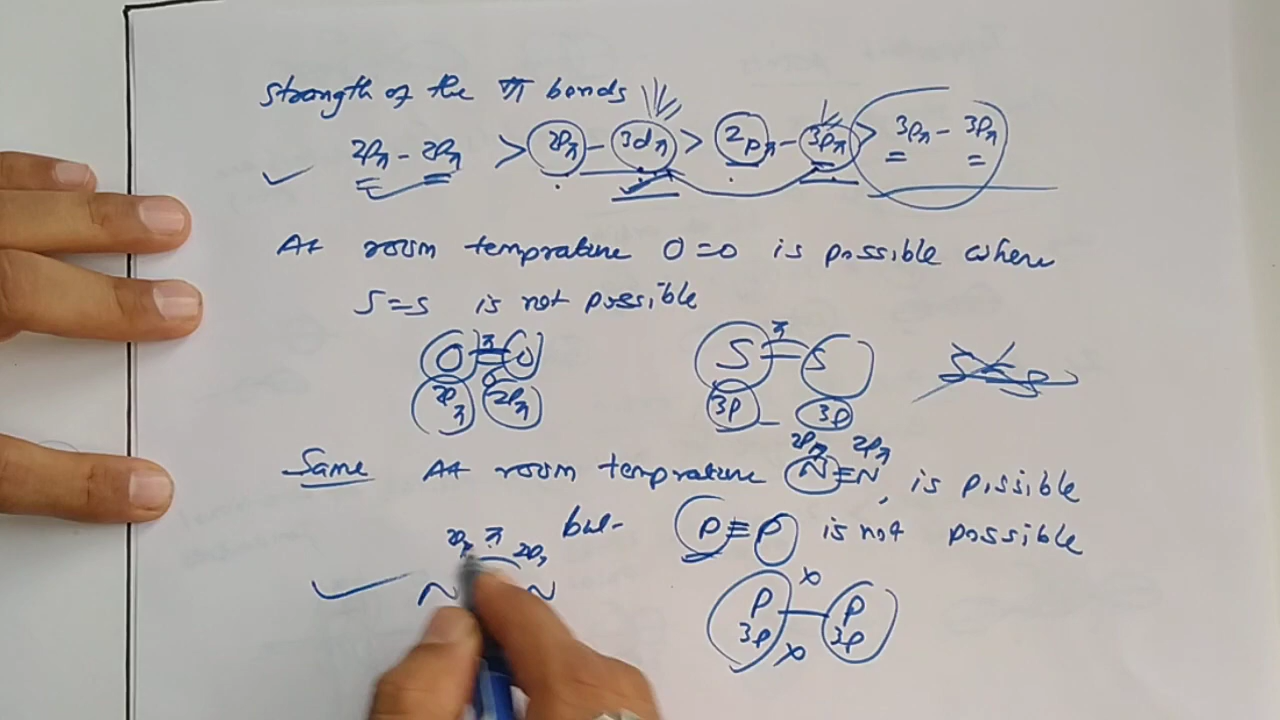 strength of the π bonds
2pπ - 2pπ > 2pπ - 3dπ > 2pπ - 3pπ > 3pπ - 3pπ
At room temprature O=O is possible where
S=S is not possible
O π O S π S
2pπ 2pπ 3p - 3p
2pπ 2pπ
Same At room temprature N≡N, is possible
but P≡P is not possible
2pπ π 2pπ
N N P - P
3p 3p